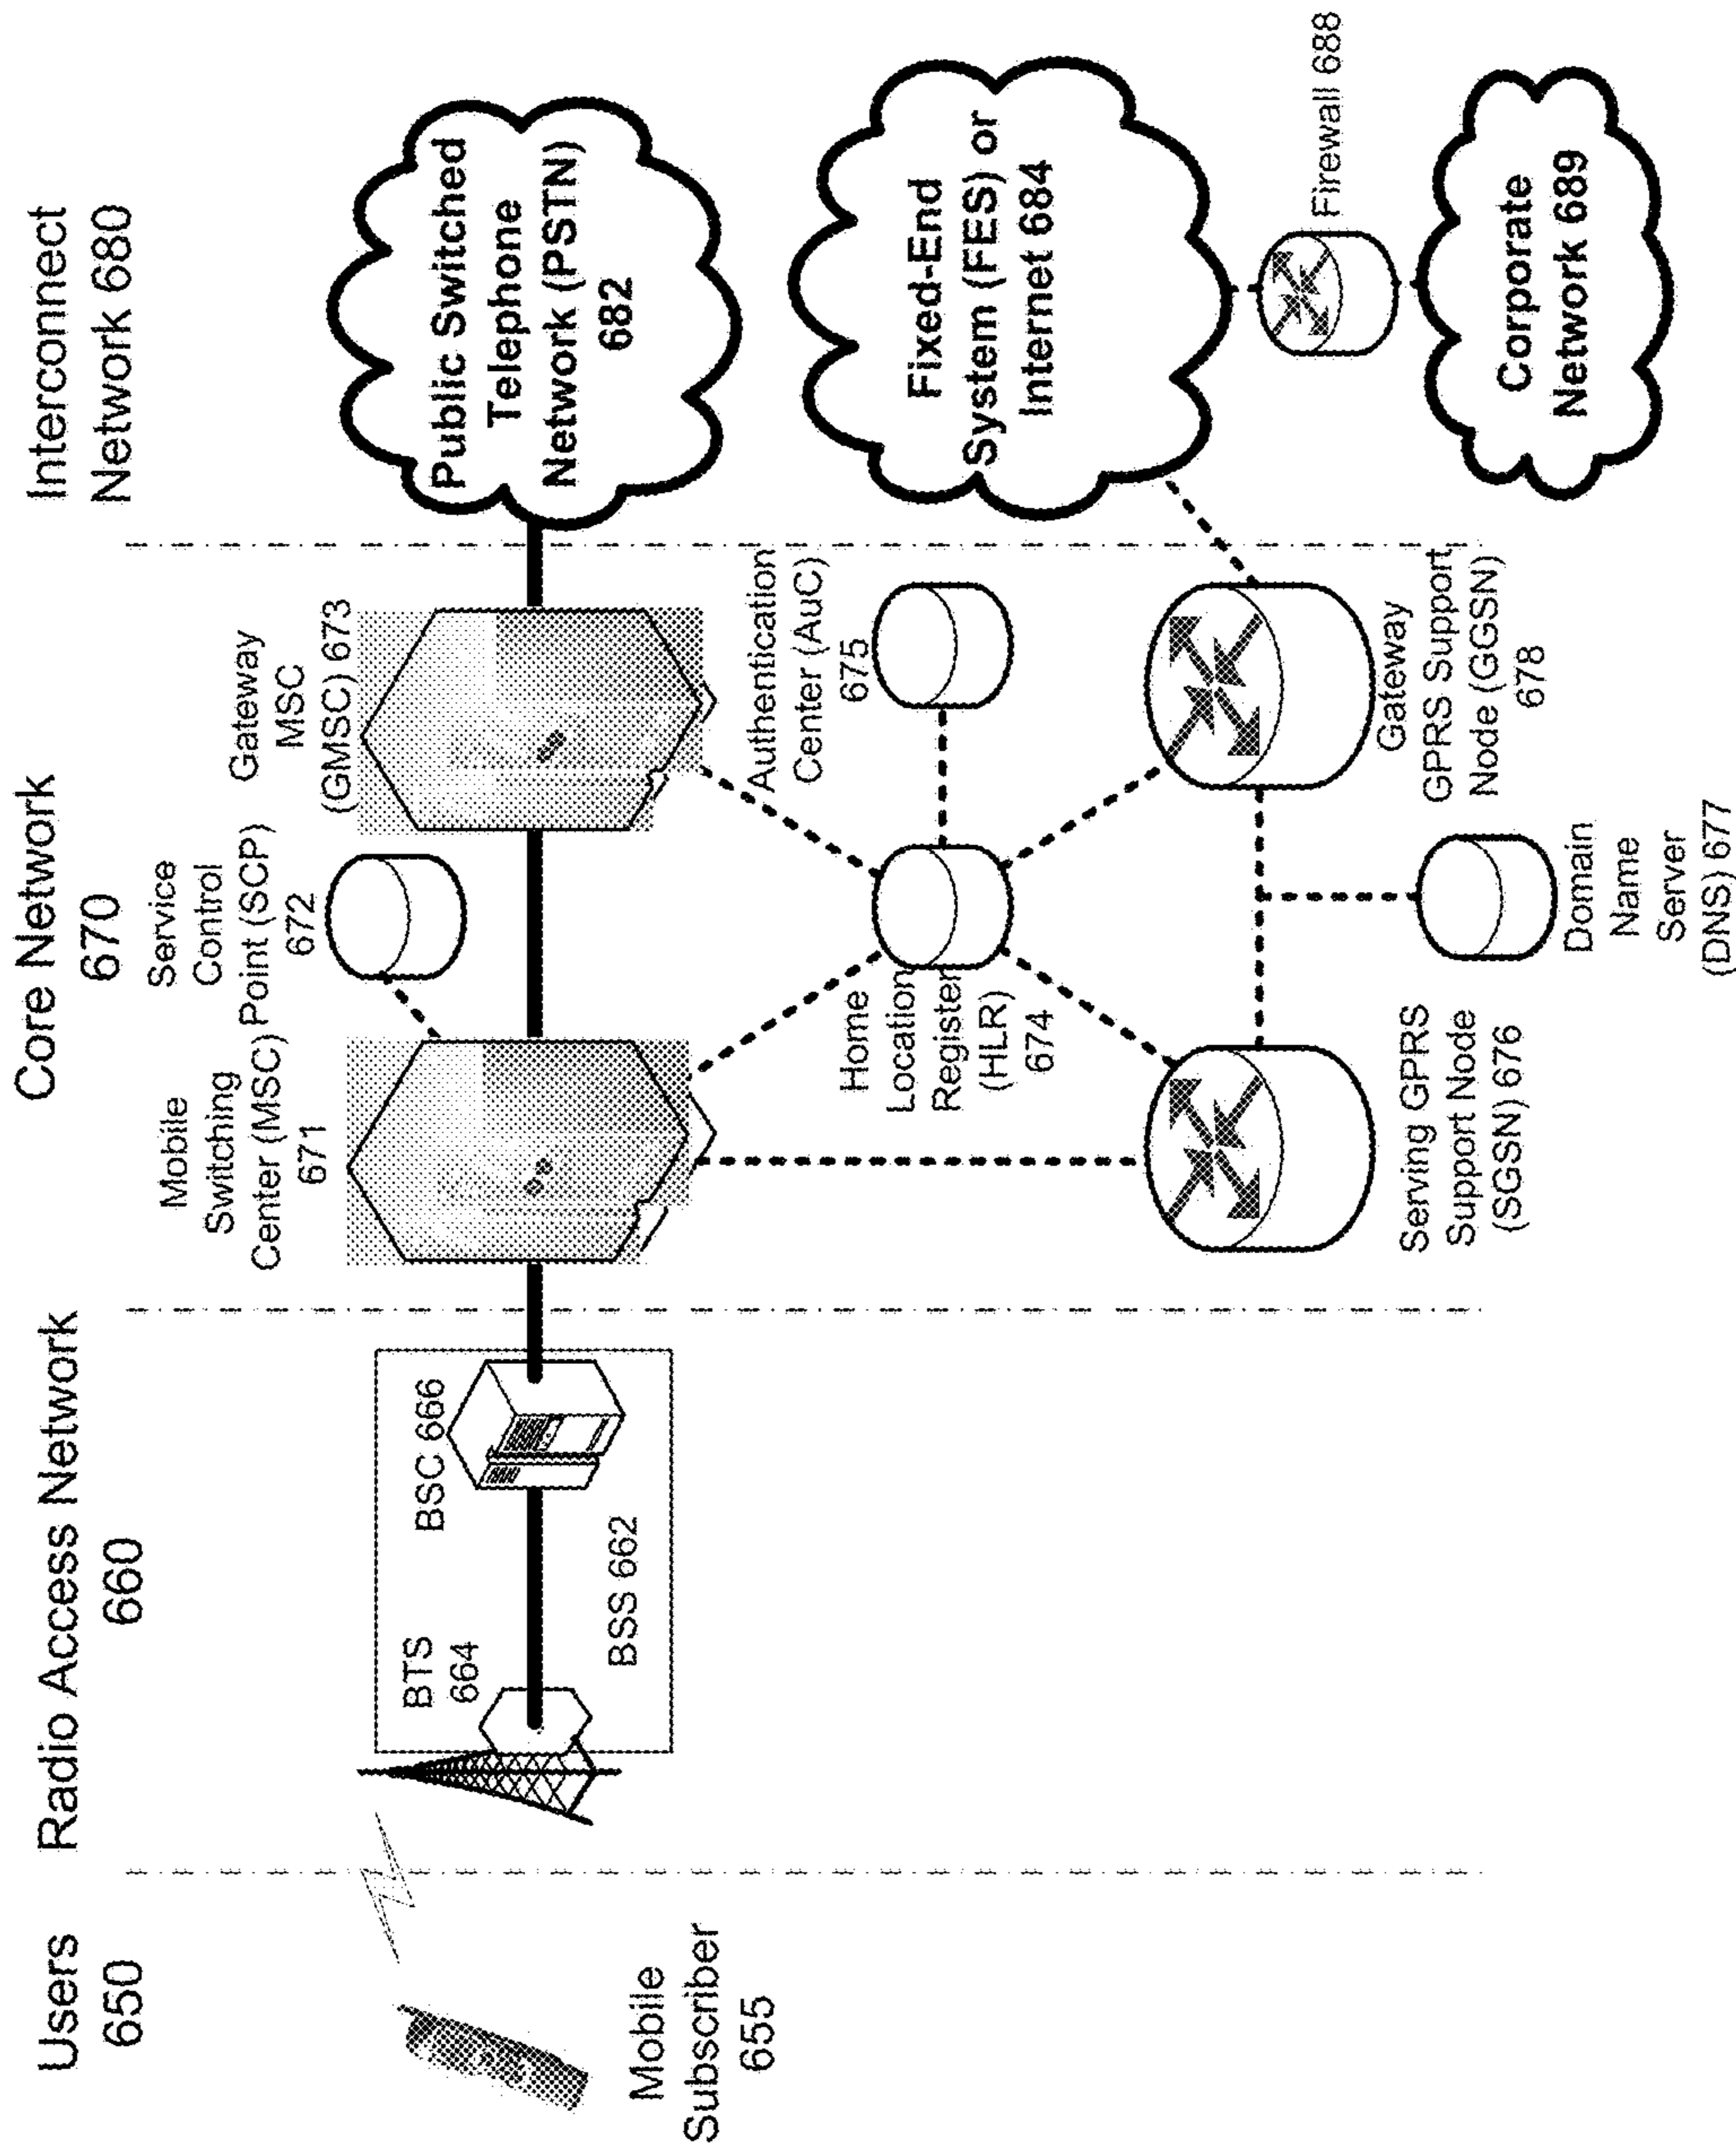 Users
650
Radio Access Network
660
Core Network
670
Interconnect
Network 680
Mobile
Subscriber
655
BTS
664
BSC 666
BSS 662
Mobile
Switching
Center (MSC)
671
Service
Control
Point (SCP)
672
Gateway
MSC
(GMSC) 673
Home
Location
Register
(HLR)
674
Authentication
Center (AuC)
675
Serving GPRS
Support Node
(SGSN) 676
Domain
Name
Server
(DNS) 677
Gateway
GPRS Support
Node (GGSN)
678
Public Switched
Telephone
Network (PSTN)
682
Fixed-End
System (FES) or
Internet 684
Firewall 688
Corporate
Network 689